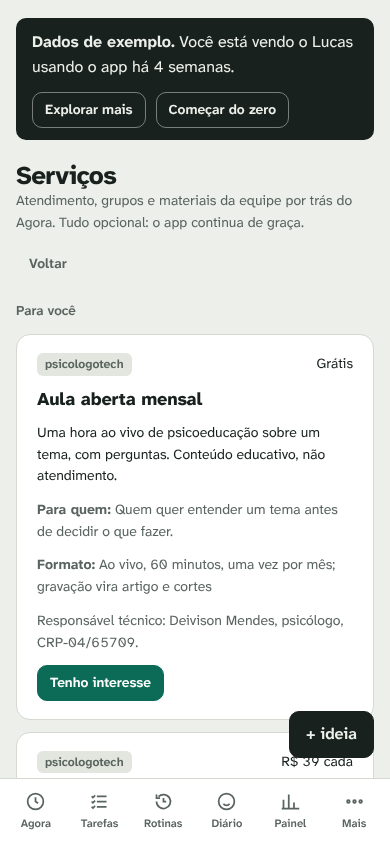 Dados de exemplo. Você está vendo o Lucas
usando o app há 4 semanas.
Explorar mais
Começar do zero
Serviços
Atendimento, grupos e materiais da equipe por trás do
Agora. Tudo opcional: o app continua de graça.
Voltar
Para você
psicologotech
Grátis
Aula aberta mensal
Uma hora ao vivo de psicoeducação sobre um
tema, com perguntas. Conteúdo educativo, não
atendimento.
Para quem: Quem quer entender um tema antes
de decidir o que fazer.
Formato: Ao vivo, 60 minutos, uma vez por mês;
gravação vira artigo e cortes
Responsável técnico: Deivison Mendes, psicólogo,
CRP-04/65709.
Tenho interesse
+ ideia
psicologotech
R$ 39 cada
Agora
Tarefas
Rotinas
Diário
Painel
Mais